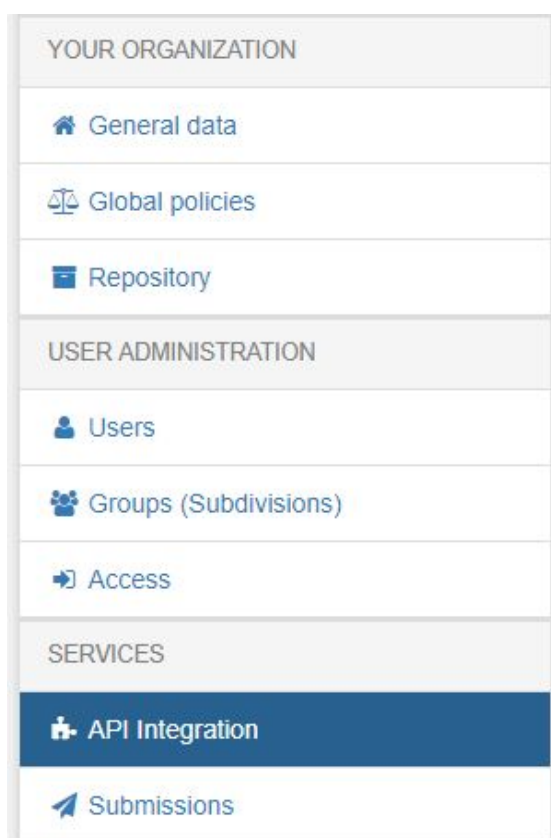 YOUR ORGANIZATION
General data
Global policies
Repository
USER ADMINISTRATION
Users
Groups (Subdivisions)
Access
SERVICES
API Integration
Submissions